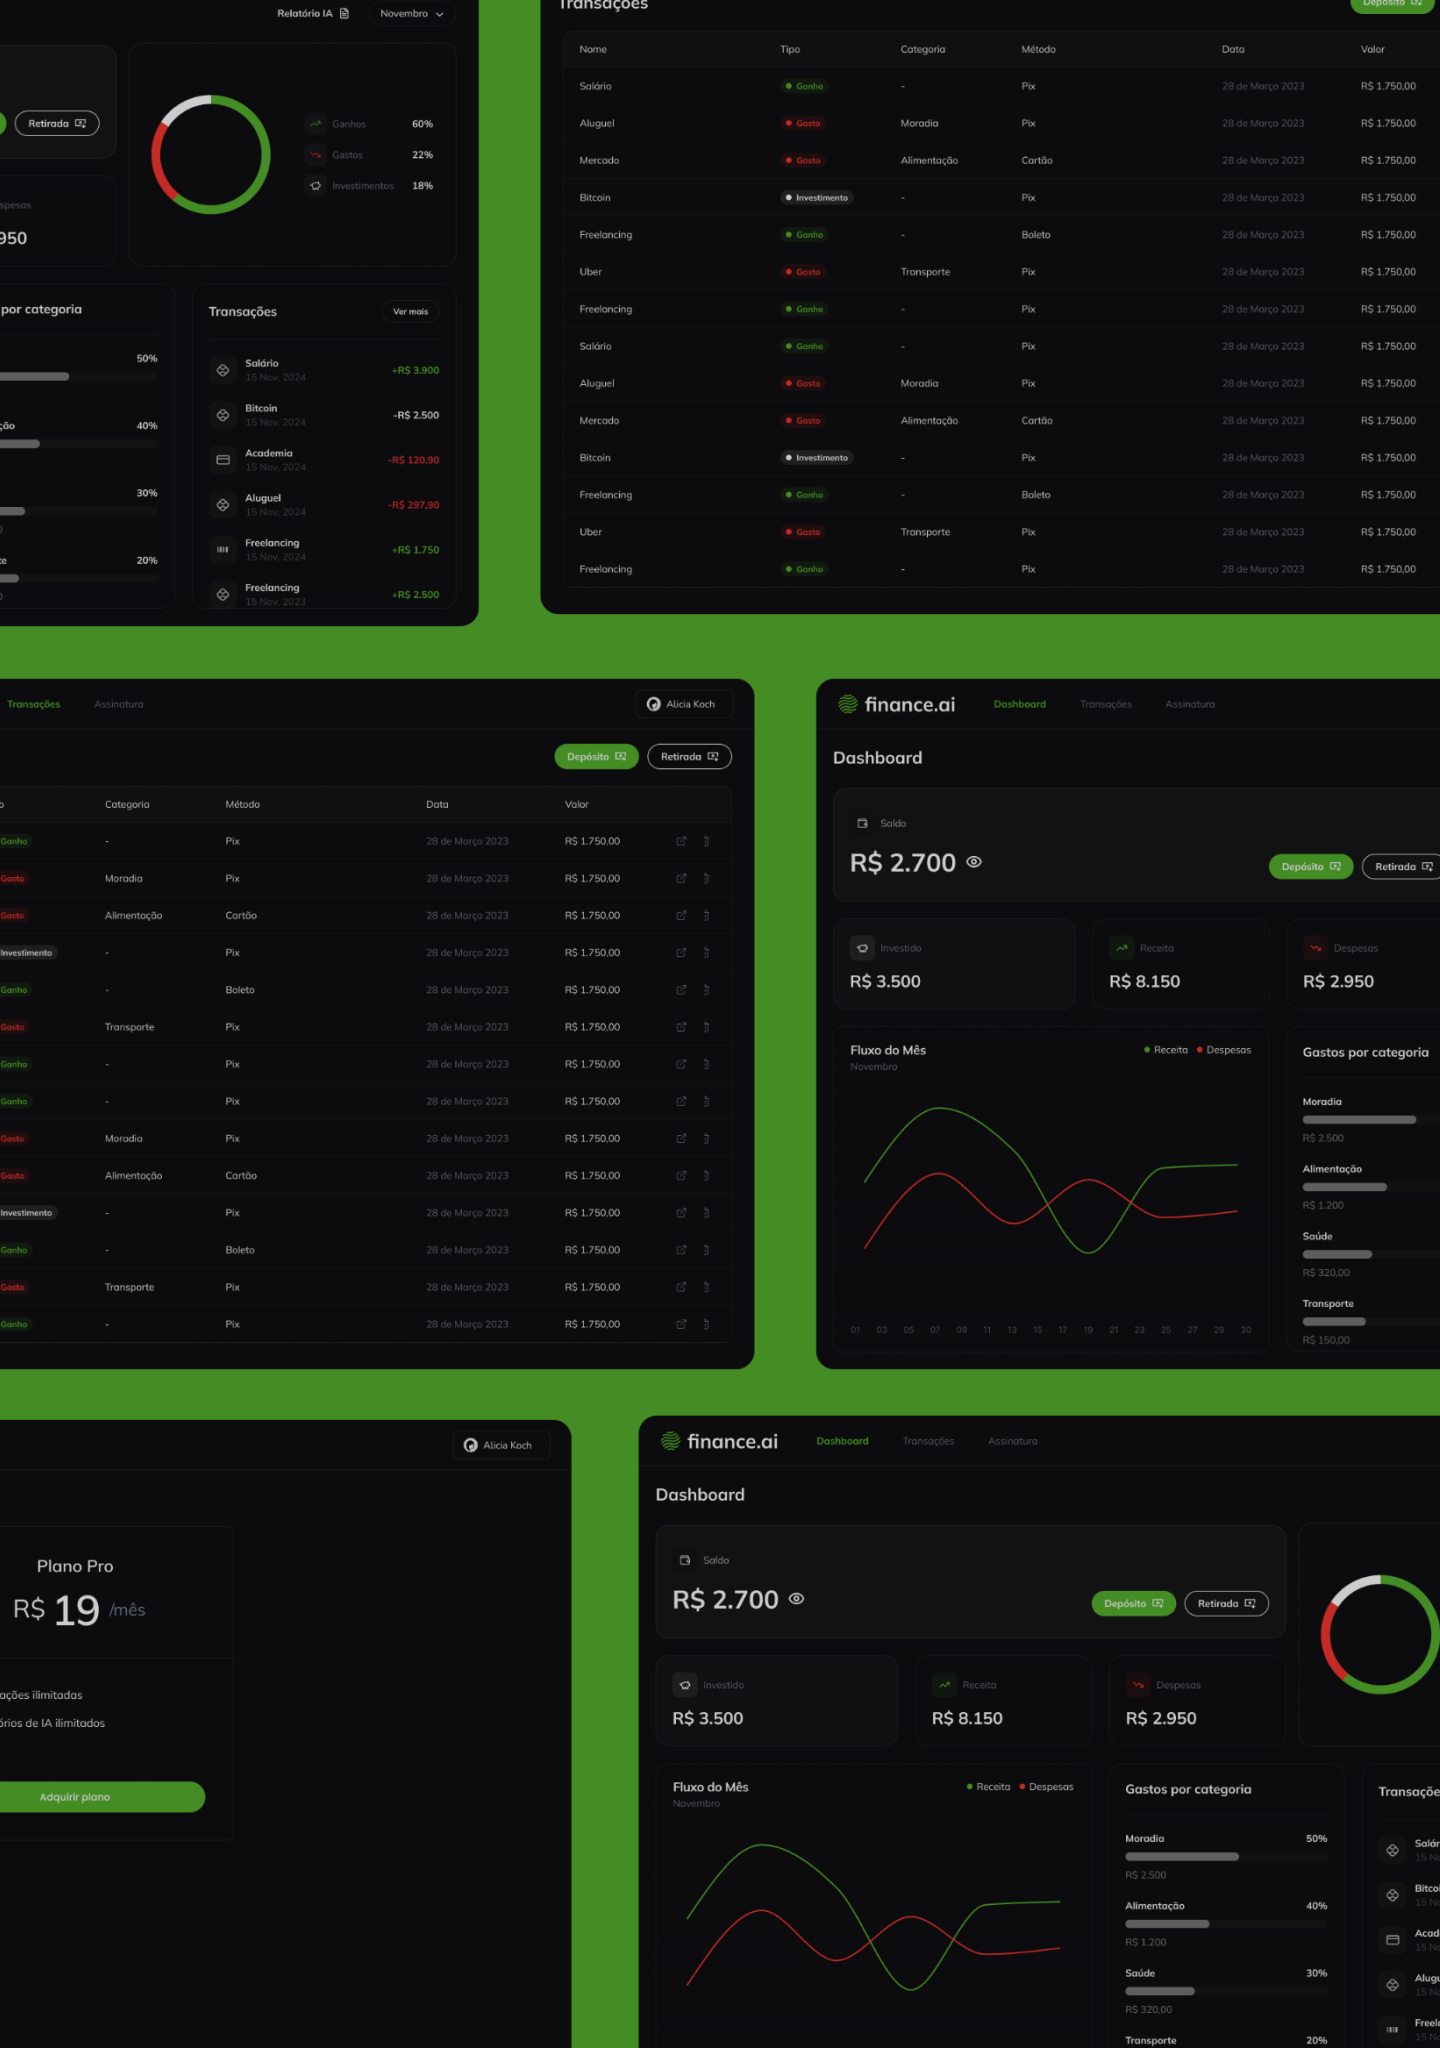 Relatório IA
Novembro
Retirada
Ganhos 60%
Gastos 22%
Investimentos 18%
spesas
950
por categoria
50%
ção 40%
30%
te 20%
Transações
Ver mais
Salário
15 Nov, 2024
+R$ 3.900
Bitcoin
15 Nov, 2024
-R$ 2.500
Academia
15 Nov, 2024
-R$ 120,90
Aluguel
15 Nov, 2024
-R$ 297,90
Freelancing
15 Nov, 2024
+R$ 1.750
Freelancing
15 Nov, 2023
+R$ 2.500
Transações
Depósito
Nome Tipo Categoria Método Data Valor
Salário Ganho - Pix 28 de Março 2023 R$ 1.750,00
Aluguel Gasto Moradia Pix 28 de Março 2023 R$ 1.750,00
Mercado Gasto Alimentação Cartão 28 de Março 2023 R$ 1.750,00
Bitcoin Investimento - Pix 28 de Março 2023 R$ 1.750,00
Freelancing Ganho - Boleto 28 de Março 2023 R$ 1.750,00
Uber Gasto Transporte Pix 28 de Março 2023 R$ 1.750,00
Freelancing Ganho - Pix 28 de Março 2023 R$ 1.750,00
Salário Ganho - Pix 28 de Março 2023 R$ 1.750,00
Aluguel Gasto Moradia Pix 28 de Março 2023 R$ 1.750,00
Mercado Gasto Alimentação Cartão 28 de Março 2023 R$ 1.750,00
Bitcoin Investimento - Pix 28 de Março 2023 R$ 1.750,00
Freelancing Ganho - Boleto 28 de Março 2023 R$ 1.750,00
Uber Gasto Transporte Pix 28 de Março 2023 R$ 1.750,00
Freelancing Ganho - Pix 28 de Março 2023 R$ 1.750,00
Transações Assinatura Alicia Koch
Depósito Retirada
o Categoria Método Data Valor
Ganho - Pix 28 de Março 2023 R$ 1.750,00
Gasto Moradia Pix 28 de Março 2023 R$ 1.750,00
Gasto Alimentação Cartão 28 de Março 2023 R$ 1.750,00
Investimento - Pix 28 de Março 2023 R$ 1.750,00
Ganho - Boleto 28 de Março 2023 R$ 1.750,00
Gasto Transporte Pix 28 de Março 2023 R$ 1.750,00
Ganho - Pix 28 de Março 2023 R$ 1.750,00
Ganho - Pix 28 de Março 2023 R$ 1.750,00
Gasto Moradia Pix 28 de Março 2023 R$ 1.750,00
Gasto Alimentação Cartão 28 de Março 2023 R$ 1.750,00
Investimento - Pix 28 de Março 2023 R$ 1.750,00
Ganho - Boleto 28 de Março 2023 R$ 1.750,00
Gasto Transporte Pix 28 de Março 2023 R$ 1.750,00
Ganho - Pix 28 de Março 2023 R$ 1.750,00
finance.ai Dashboard Transações Assinatura
Dashboard
Saldo
R$ 2.700
Depósito Retirada
Investido
R$ 3.500
Receita
R$ 8.150
Despesas
R$ 2.950
Fluxo do Mês
Novembro
Receita Despesas
01 03 05 07 09 11 13 15 17 19 21 23 25 27 29 30
Gastos por categoria
Moradia
R$ 2.500
Alimentação
R$ 1.200
Saúde
R$ 320,00
Transporte
R$ 150,00
Alicia Koch
Plano Pro
R$ 19 /mês
ações ilimitadas
órios de IA ilimitados
Adquirir plano
finance.ai Dashboard Transações Assinatura
Dashboard
Saldo
R$ 2.700
Depósito Retirada
Investido
R$ 3.500
Receita
R$ 8.150
Despesas
R$ 2.950
Fluxo do Mês
Novembro
Receita Despesas
Gastos por categoria
Moradia 50%
R$ 2.500
Alimentação 40%
R$ 1.200
Saúde 30%
R$ 320,00
Transporte 20%
Transaçõe
Salár
15 No
Bitcoi
15 No
Acad
15 No
Alugu
15 No
Freel
15 No